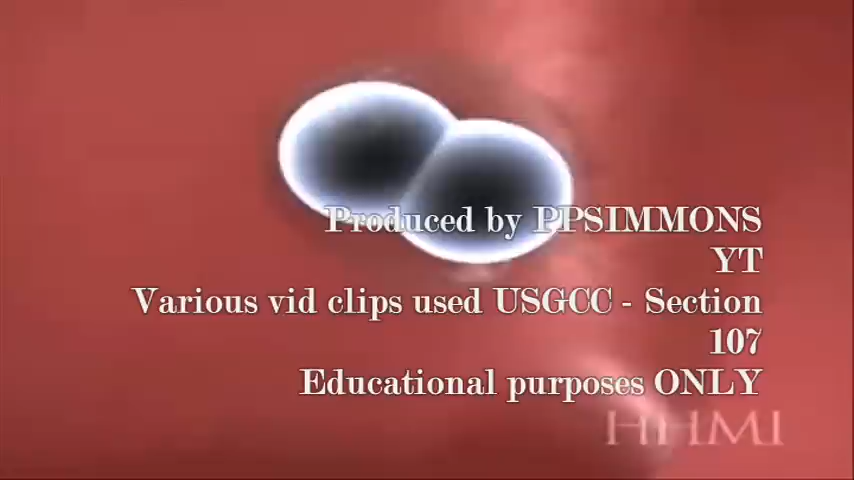 Produced by PPSIMMONS
YT
Various vid clips used USGCC - Section
107
Educational purposes ONLY
HHMI